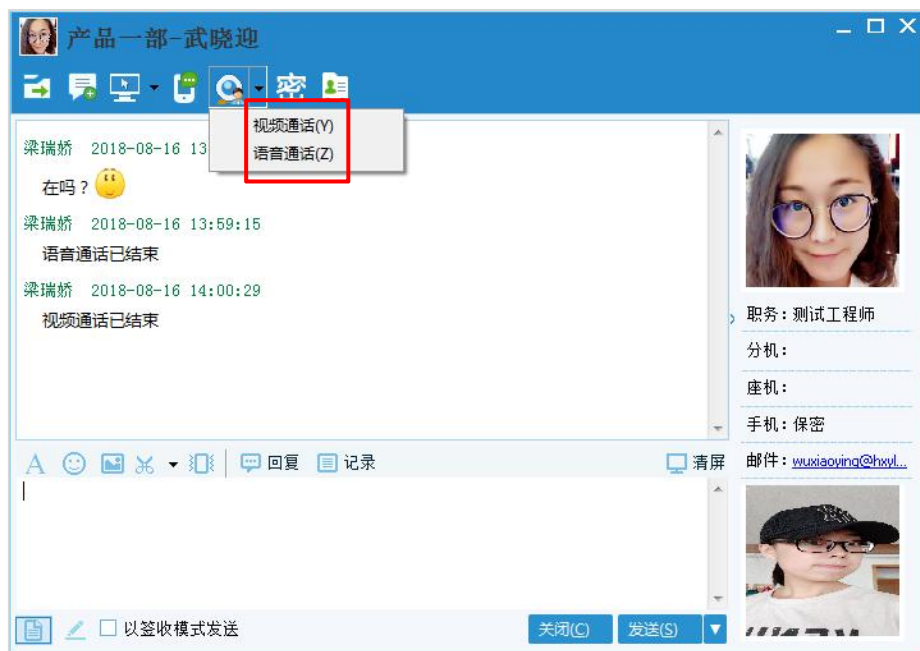 产品一部-武晓迎
密
视频通话(Y)
语音通话(Z)
梁瑞娇 2018-08-16 13
在吗？
梁瑞娇 2018-08-16 13:59:15
语音通话已结束
梁瑞娇 2018-08-16 14:00:29
视频通话已结束
职务：测试工程师
分机：
座机：
手机：保密
邮件：wuxiaoying@hxyl...
A 回复 记录 清屏
以签收模式发送
关闭(C) 发送(S)